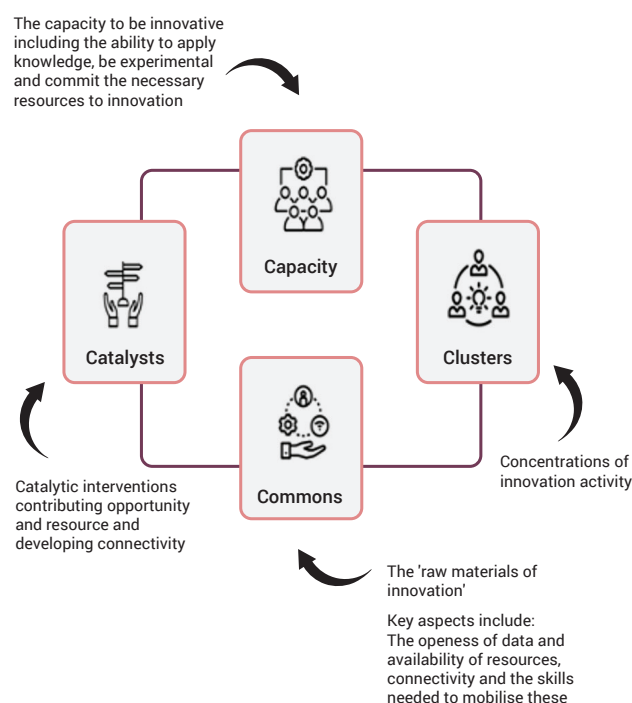 The capacity to be innovative
including the ability to apply
knowledge, be experimental
and commit the necessary
resources to innovation
Capacity
Catalysts
Clusters
Commons
Catalytic interventions
contributing opportunity
and resource and
developing connectivity
Concentrations of
innovation activity
The 'raw materials of
innovation'
Key aspects include:
The openess of data and
availability of resources,
connectivity and the skills
needed to mobilise these